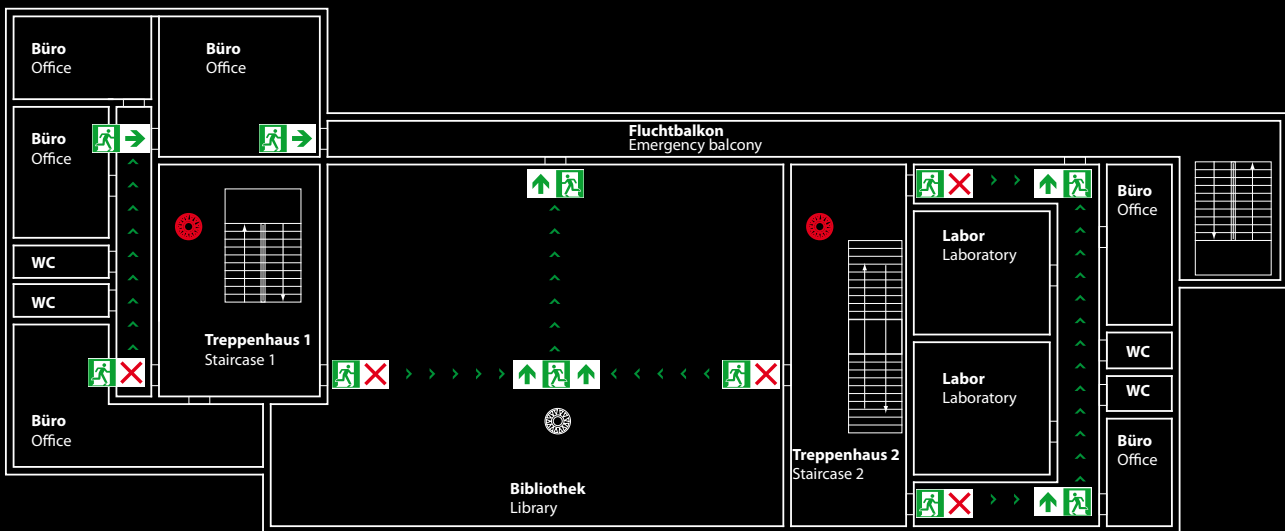 Büro
Office
Büro
Office
Fluchtbalkon
Emergency balcony
Büro
Office
Büro
Office
Labor
Laboratory
WC
WC
Treppenhaus 1
Staircase 1
WC
Labor
Laboratory
WC
Büro
Office
Büro
Office
Treppenhaus 2
Staircase 2
Bibliothek
Library